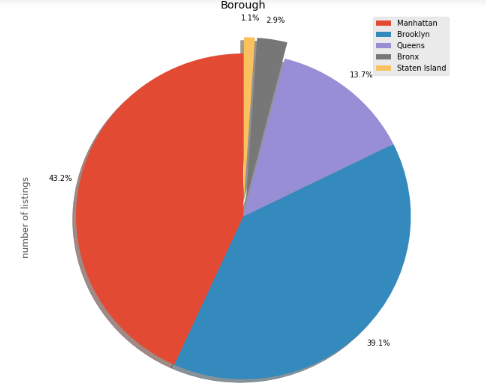 Borough
1.1%
2.9%
Manhattan
Brooklyn
Queens
Bronx
Staten Island
13.7%
43.2%
number of listings
39.1%